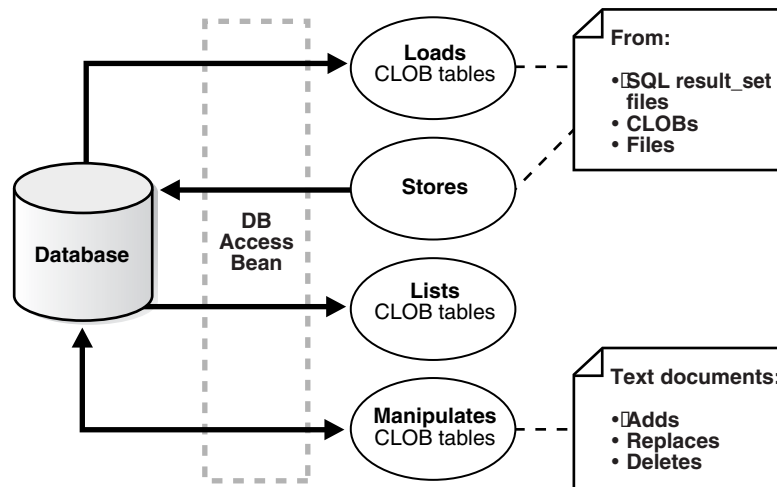 Loads
CLOB tables
From:
• SQL result_set
files
• CLOBs
• Files
Stores
DB
Access
Bean
Database
Lists
CLOB tables
Manipulates
CLOB tables
Text documents:
• Adds
• Replaces
• Deletes